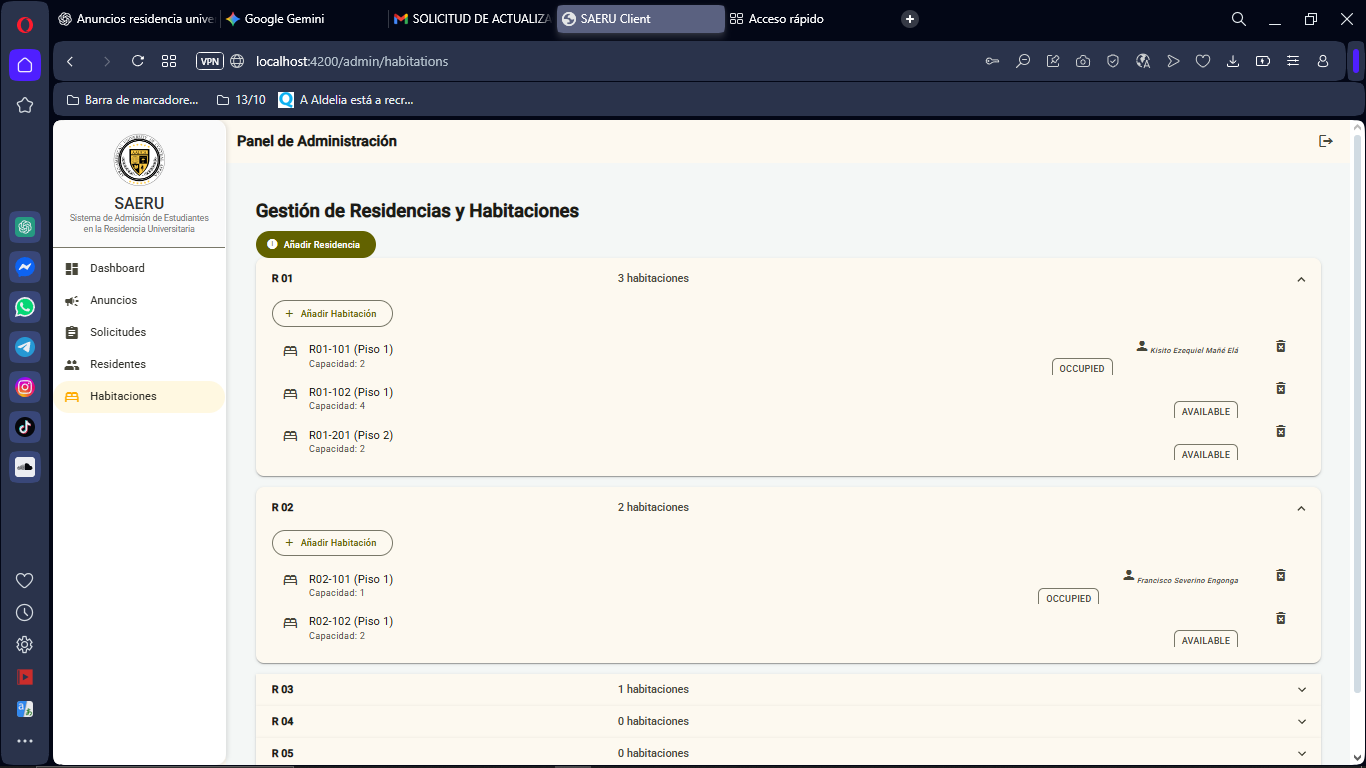 Anuncios residencia unive
Google Gemini
SOLICITUD DE ACTUALIZA
SAERU Client
Acceso rápido
VPN
localhost:4200/admin/habitations
Barra de marcadore...
13/10
A Aldelia está a recr...
SAERU
Sistema de Admisión de Estudiantes
en la Residencia Universitaria
Dashboard
Anuncios
Solicitudes
Residentes
Habitaciones
Panel de Administración
Gestión de Residencias y Habitaciones
Añadir Residencia
R 01 3 habitaciones
+ Añadir Habitación
R01-101 (Piso 1)
Capacidad: 2
Kisito Ezequiel Mañé Elá
OCCUPIED
R01-102 (Piso 1)
Capacidad: 4
AVAILABLE
R01-201 (Piso 2)
Capacidad: 2
AVAILABLE
R 02 2 habitaciones
+ Añadir Habitación
R02-101 (Piso 1)
Capacidad: 1
Francisco Severino Engonga
OCCUPIED
R02-102 (Piso 1)
Capacidad: 2
AVAILABLE
R 03 1 habitaciones
R 04 0 habitaciones
R 05 0 habitaciones